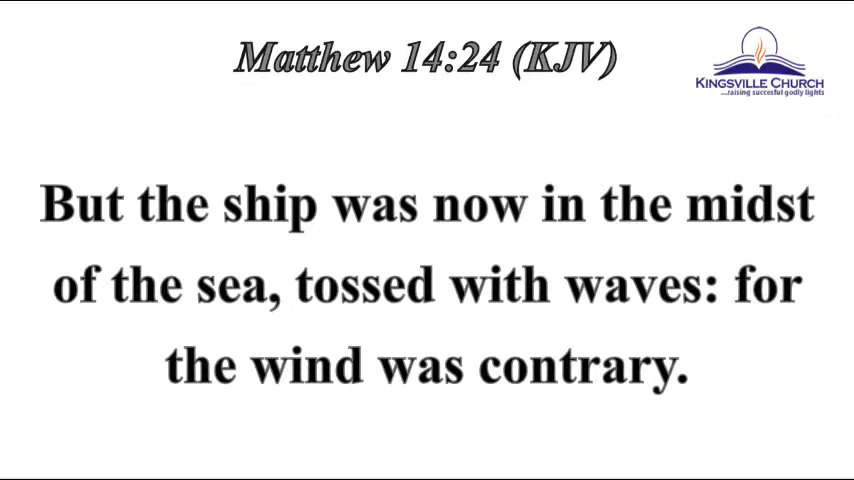 Matthew 14:24 (KJV)
KINGSVILLE CHURCH
...raising succesful godly lights
But the ship was now in the midst
of the sea, tossed with waves: for
the wind was contrary.